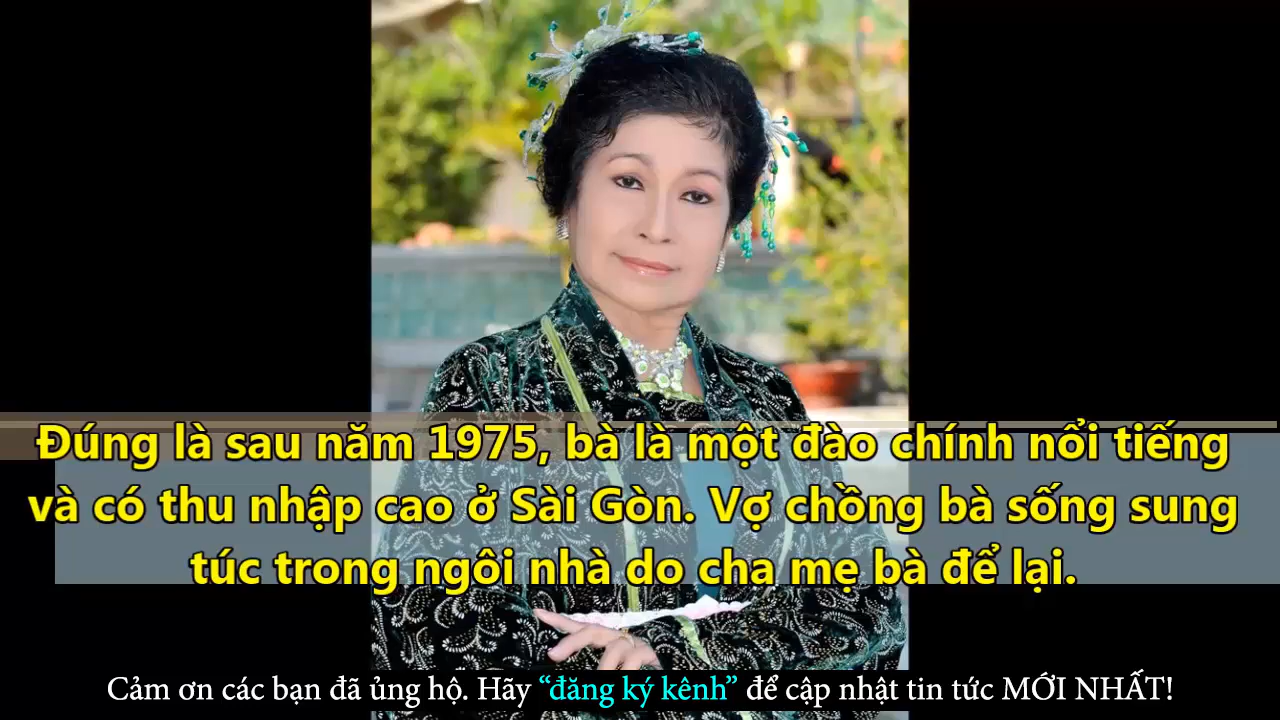 Đúng là sau năm 1975, bà là một đào chính nổi tiếng
và có thu nhập cao ở Sài Gòn. Vợ chồng bà sống sung
túc trong ngôi nhà do cha mẹ bà để lại.
Cảm ơn các bạn đã ủng hộ. Hãy “đăng ký kênh” để cập nhật tin tức MỚI NHẤT!